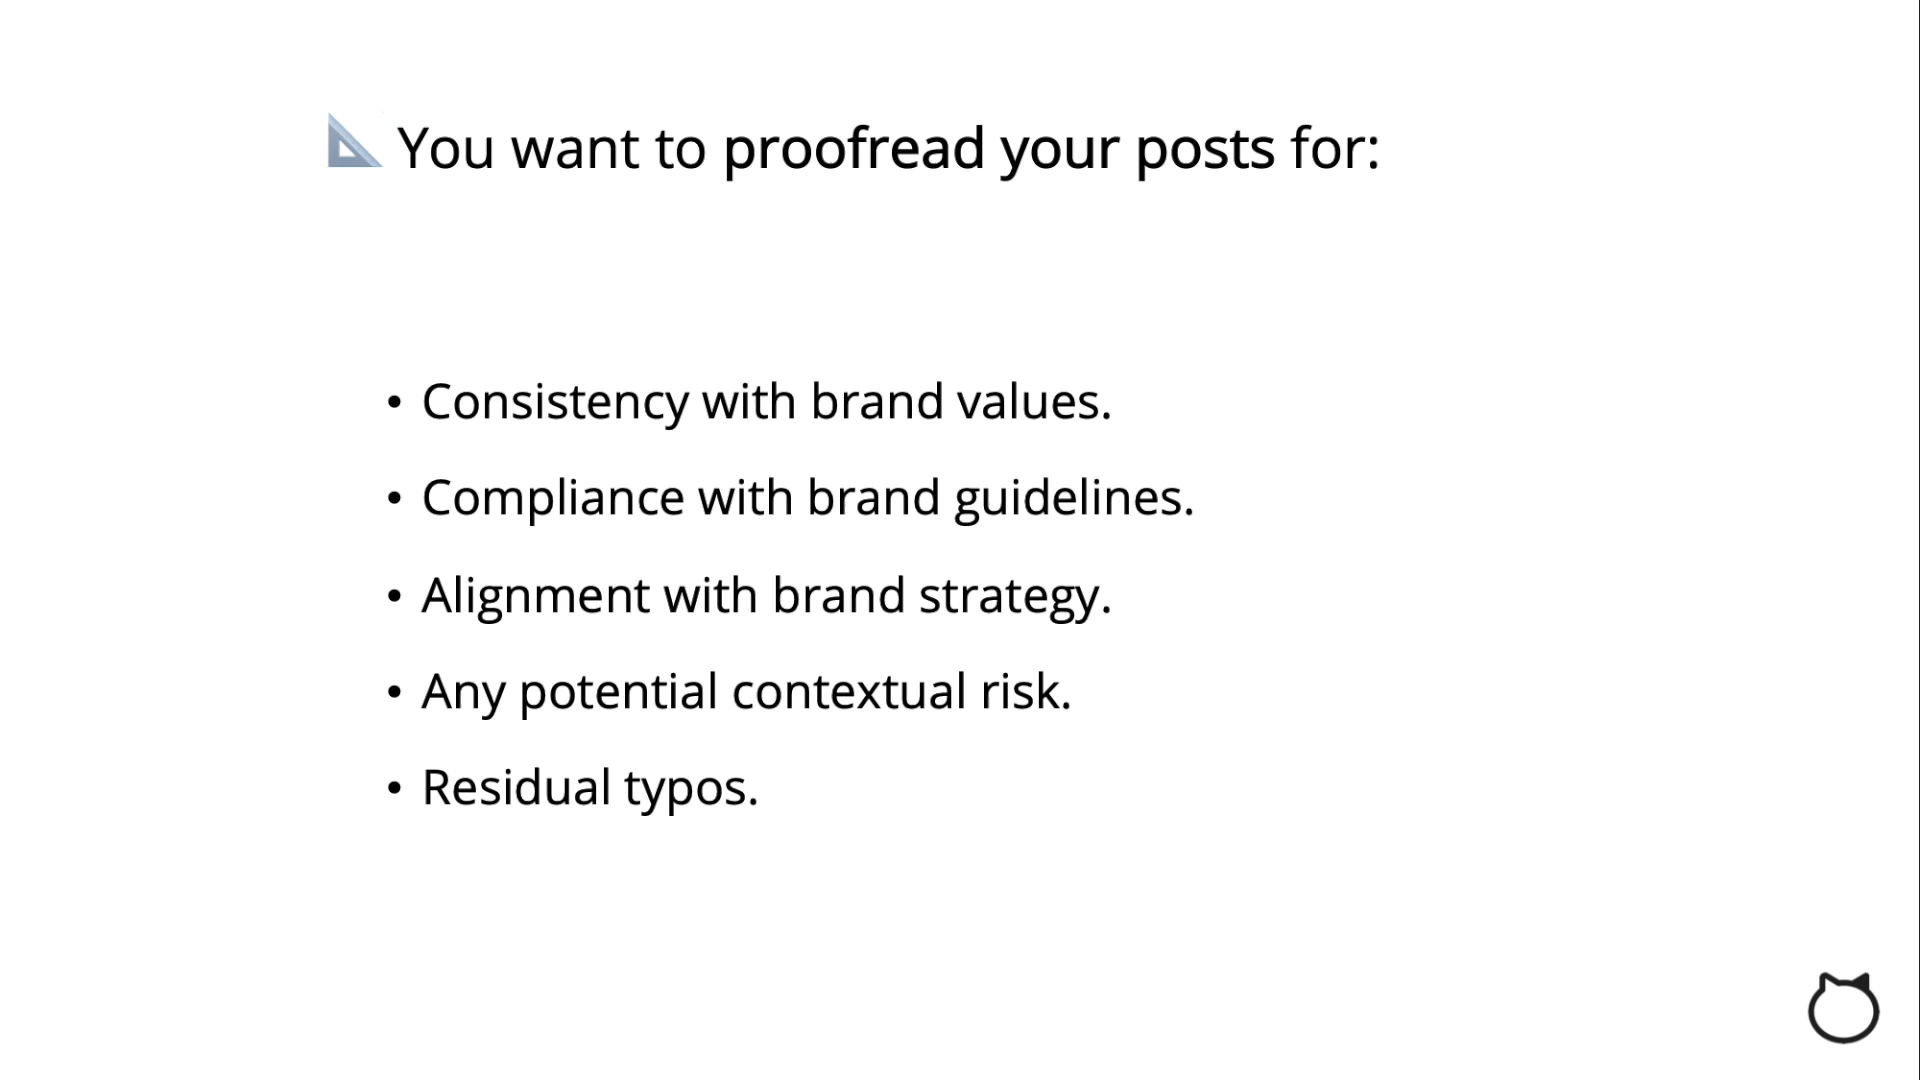 📐 You want to proofread your posts for:
• Consistency with brand values.
• Compliance with brand guidelines.
• Alignment with brand strategy.
• Any potential contextual risk.
• Residual typos.